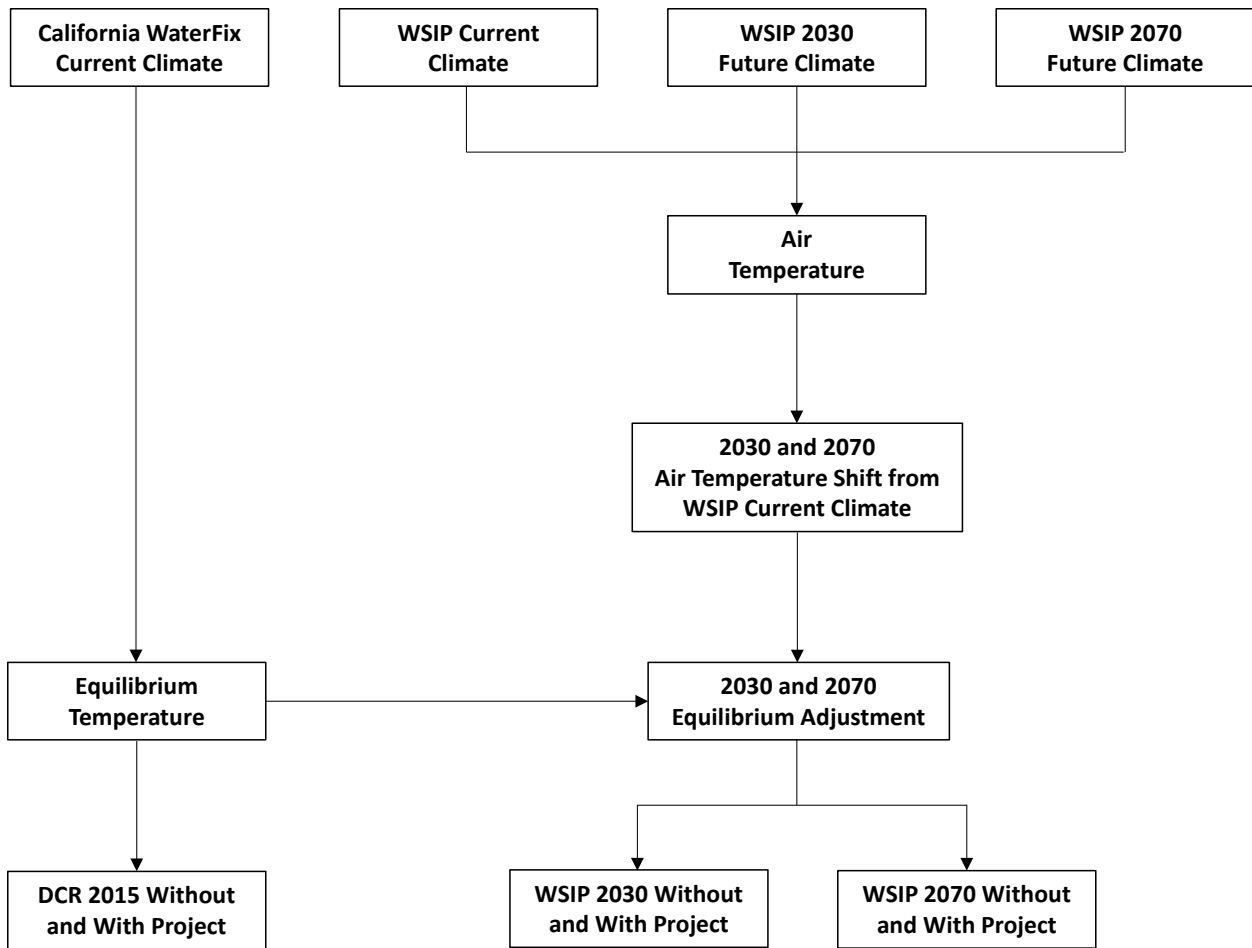 California WaterFix
Current Climate
WSIP Current
Climate
WSIP 2030
Future Climate
WSIP 2070
Future Climate
Air
Temperature
2030 and 2070
Air Temperature Shift from
WSIP Current Climate
Equilibrium
Temperature
2030 and 2070
Equilibrium Adjustment
DCR 2015 Without
and With Project
WSIP 2030 Without
and With Project
WSIP 2070 Without
and With Project